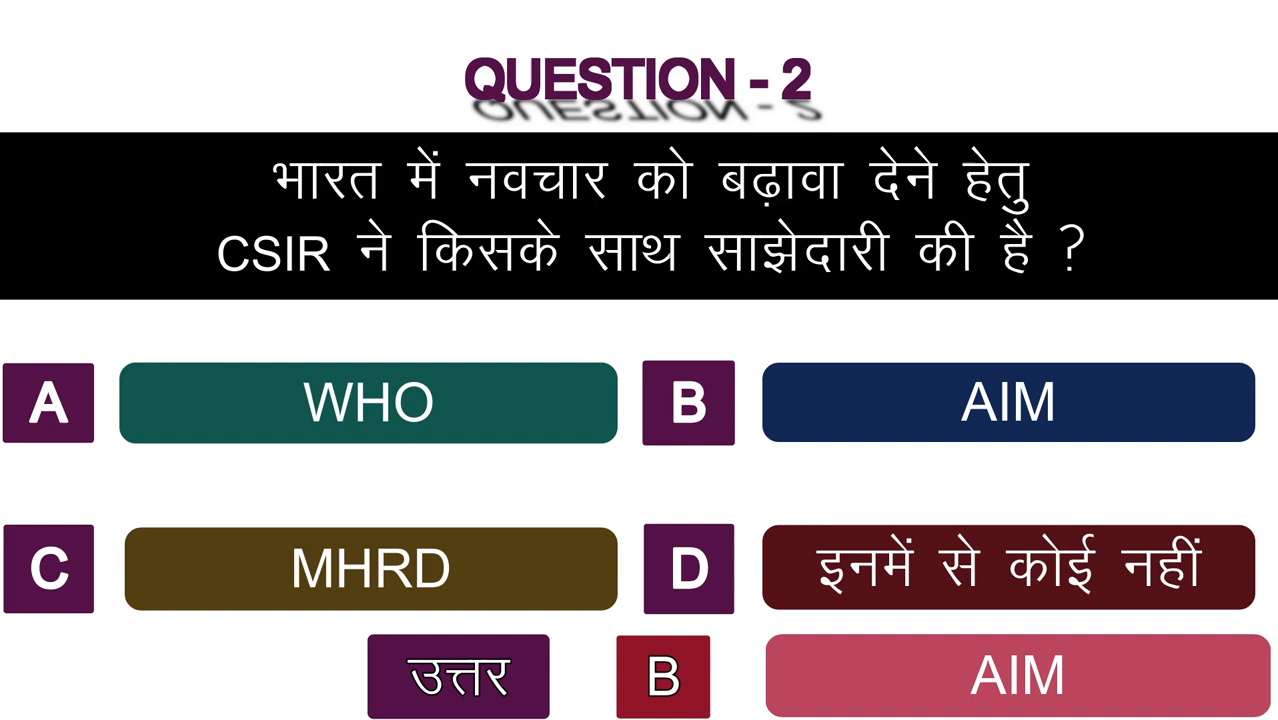 QUESTION - 2
भारत में नवचार को बढ़ावा देने हेतु
CSIR ने किसके साथ साझेदारी की है ?
A WHO
B AIM
C MHRD
D इनमें से कोई नहीं
उत्तर B AIM